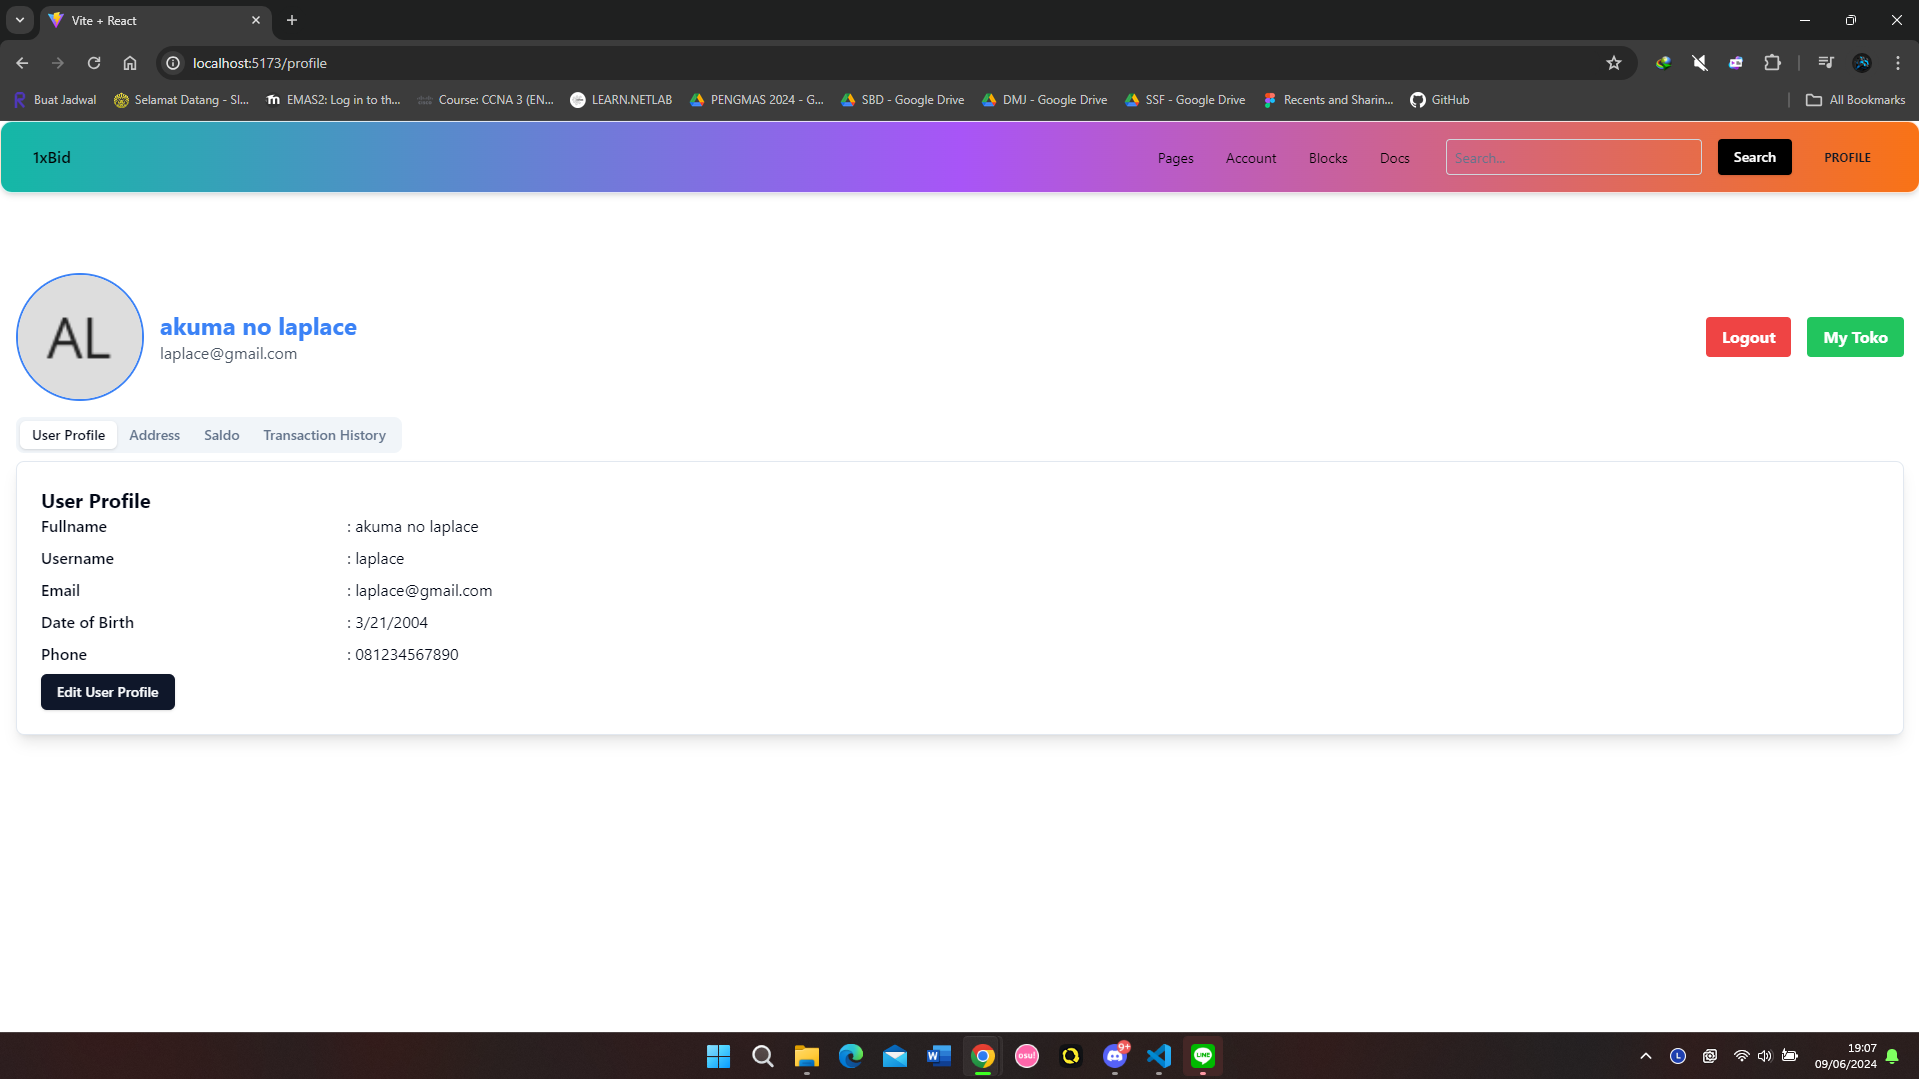 Vite + React
localhost:5173/profile
Buat Jadwal
Selamat Datang - SI...
EMAS2: Log in to th...
Course: CCNA 3 (EN...
LEARN.NETLAB
PENGMAS 2024 - G...
SBD - Google Drive
DMJ - Google Drive
SSF - Google Drive
Recents and Sharin...
GitHub
All Bookmarks
1xBid
Pages
Account
Blocks
Docs
Search...
Search
PROFILE
AL
akuma no laplace
laplace@gmail.com
Logout
My Toko
User Profile
Address
Saldo
Transaction History
User Profile
Fullname : akuma no laplace
Username : laplace
Email : laplace@gmail.com
Date of Birth : 3/21/2004
Phone : 081234567890
Edit User Profile
osu!
9+
LINE
L
19:07
09/06/2024